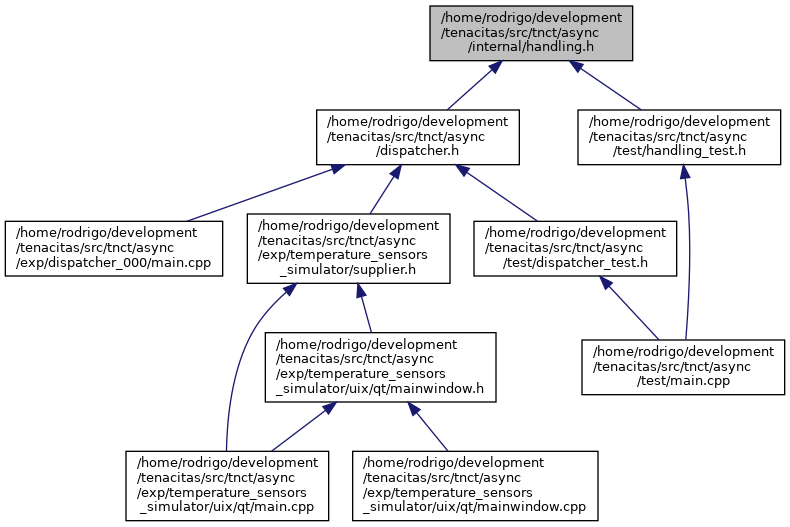 /home/rodrigo/development
/tenacitas/src/tnct/async
/internal/handling.h
/home/rodrigo/development
/tenacitas/src/tnct/async
/dispatcher.h
/home/rodrigo/development
/tenacitas/src/tnct/async
/test/handling_test.h
/home/rodrigo/development
/tenacitas/src/tnct/async
/exp/dispatcher_000/main.cpp
/home/rodrigo/development
/tenacitas/src/tnct/async
/exp/temperature_sensors
_simulator/supplier.h
/home/rodrigo/development
/tenacitas/src/tnct/async
/test/dispatcher_test.h
/home/rodrigo/development
/tenacitas/src/tnct/async
/exp/temperature_sensors
_simulator/uix/qt/mainwindow.h
/home/rodrigo/development
/tenacitas/src/tnct/async
/test/main.cpp
/home/rodrigo/development
/tenacitas/src/tnct/async
/exp/temperature_sensors
_simulator/uix/qt/main.cpp
/home/rodrigo/development
/tenacitas/src/tnct/async
/exp/temperature_sensors
_simulator/uix/qt/mainwindow.cpp